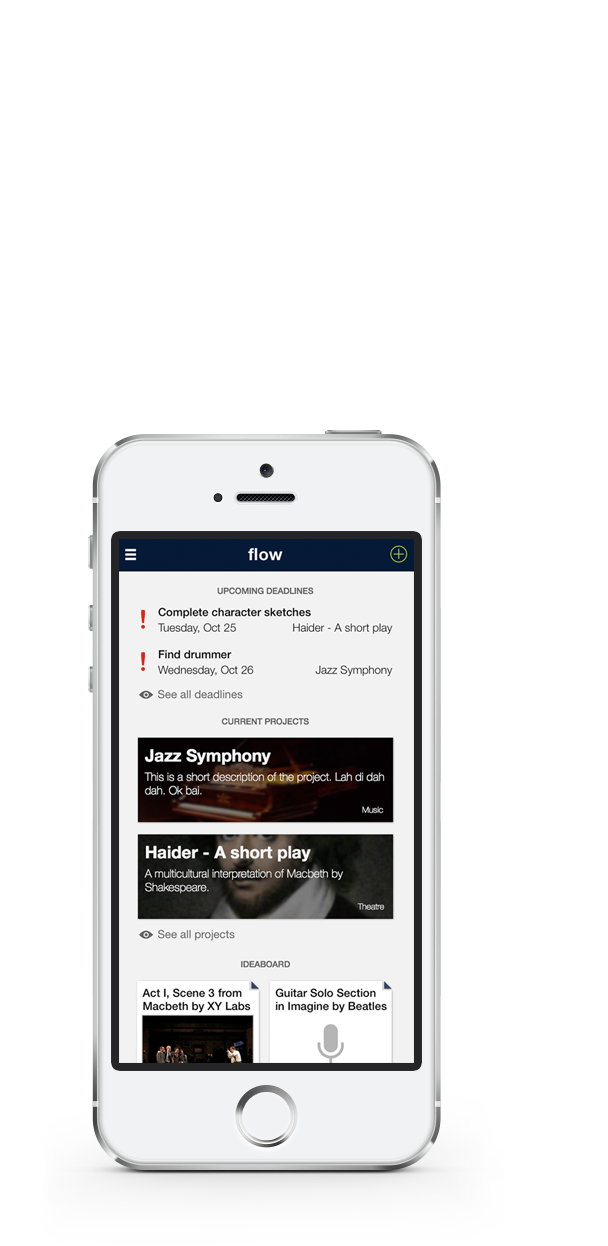 flow
UPCOMING DEADLINES
! Complete character sketches
Tuesday, Oct 25 Haider - A short play
! Find drummer
Wednesday, Oct 26 Jazz Symphony
See all deadlines
CURRENT PROJECTS
Jazz Symphony
This is a short description of the project. Lah di dah
dah. Ok bai.
Music
Haider - A short play
A multicultural interpretation of Macbeth by
Shakespeare.
Theatre
See all projects
IDEABOARD
Act I, Scene 3 from
Macbeth by XY Labs
Guitar Solo Section
in Imagine by Beatles